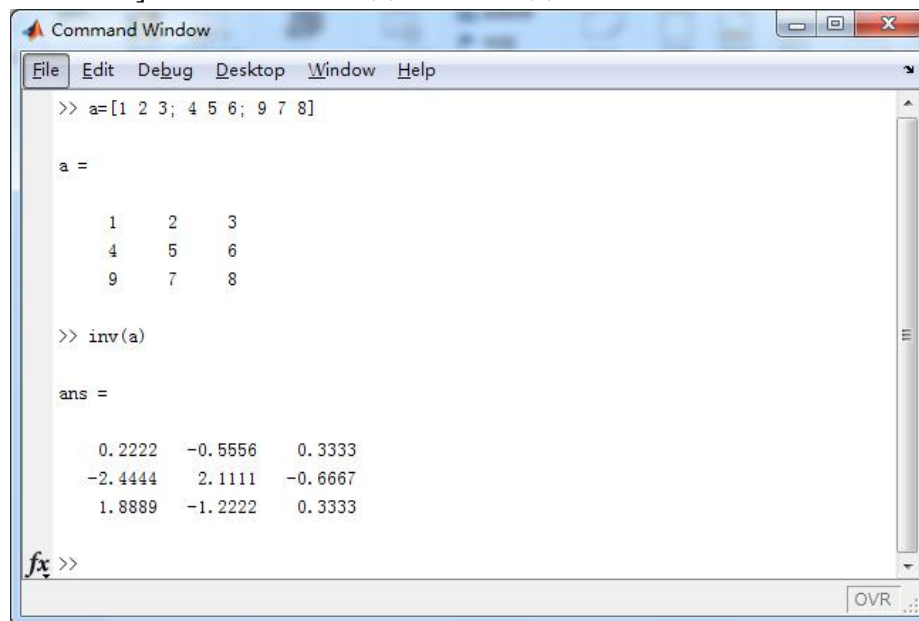 ]
Command Window
File Edit Debug Desktop Window Help
>> a=[1 2 3; 4 5 6; 9 7 8]
a =
1 2 3
4 5 6
9 7 8
>> inv(a)
ans =
0.2222 -0.5556 0.3333
-2.4444 2.1111 -0.6667
1.8889 -1.2222 0.3333
fx >>
OVR